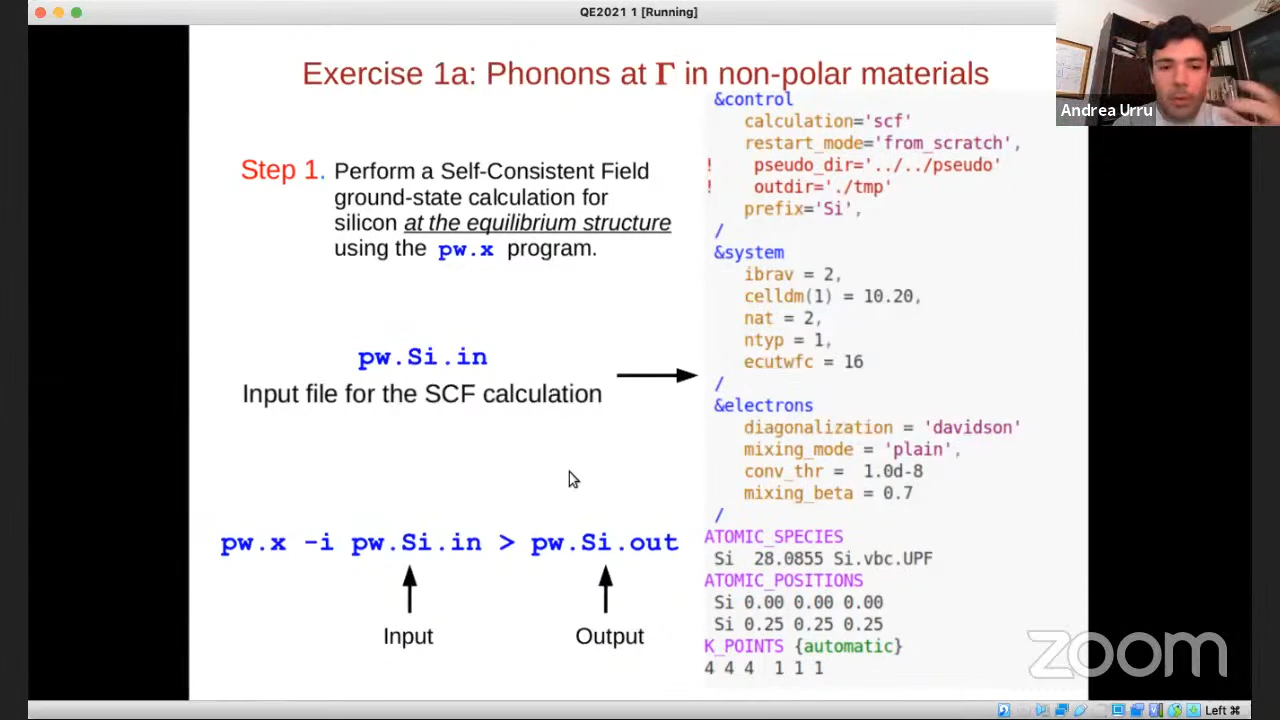 QE2021 1 [Running]
Exercise 1a: Phonons at Γ in non-polar materials
Andrea Urru
Step 1. Perform a Self-Consistent Field
ground-state calculation for
silicon at the equilibrium structure
using the pw.x program.
pw.Si.in
Input file for the SCF calculation
pw.x -i pw.Si.in > pw.Si.out
Input
Output
&control
calculation='scf'
restart_mode='from_scratch',
! pseudo_dir='../../pseudo'
! outdir='./tmp'
prefix='Si',
/
&system
ibrav = 2,
celldm(1) = 10.20,
nat = 2,
ntyp = 1,
ecutwfc = 16
/
&electrons
diagonalization = 'davidson'
mixing_mode = 'plain',
conv_thr = 1.0d-8
mixing_beta = 0.7
/
ATOMIC_SPECIES
Si 28.0855 Si.vbc.UPF
ATOMIC_POSITIONS
Si 0.00 0.00 0.00
Si 0.25 0.25 0.25
K_POINTS {automatic}
4 4 4 1 1 1
zoom
Left ⌘